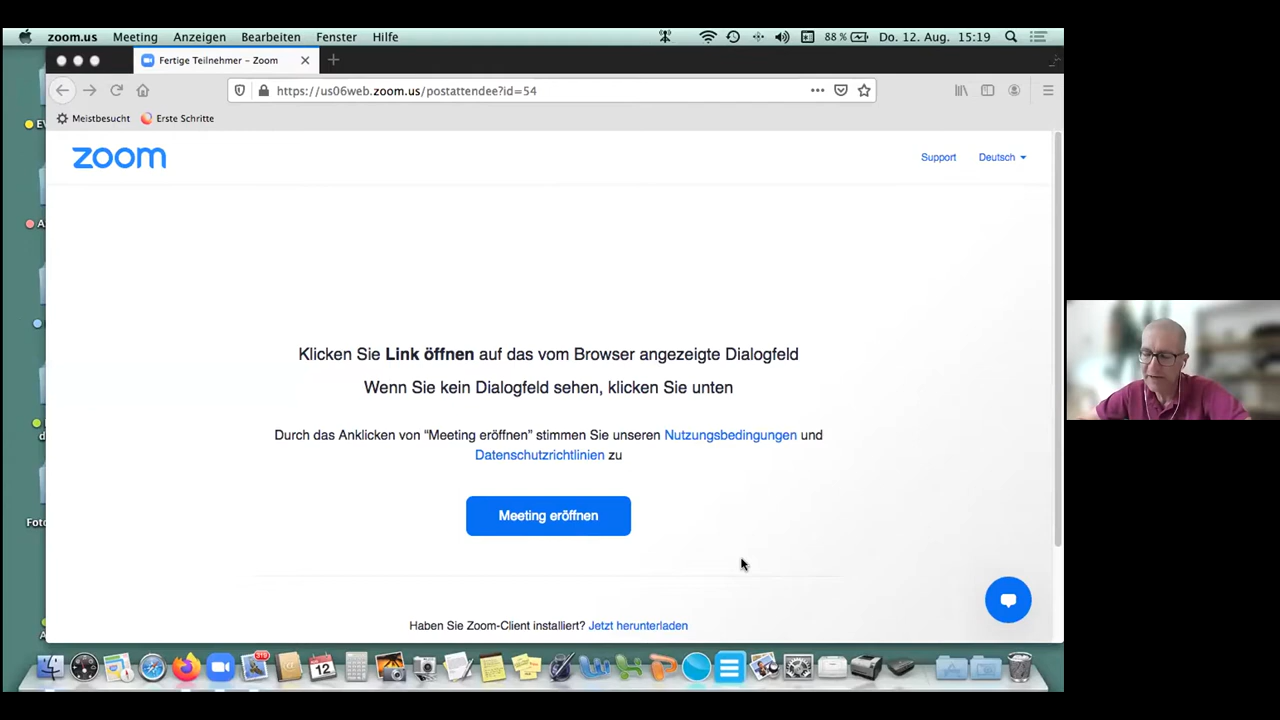 zoom.us Meeting Anzeigen Bearbeiten Fenster Hilfe 88 % Do. 12. Aug. 15:19
Fertige Teilnehmer – Zoom
https://us06web.zoom.us/postattendee?id=54
Meistbesucht Erste Schritte
zoom Support Deutsch
Klicken Sie Link öffnen auf das vom Browser angezeigte Dialogfeld
Wenn Sie kein Dialogfeld sehen, klicken Sie unten
Durch das Anklicken von “Meeting eröffnen” stimmen Sie unseren Nutzungsbedingungen und
Datenschutzrichtlinien zu
Meeting eröffnen
Haben Sie Zoom-Client installiert? Jetzt herunterladen
12